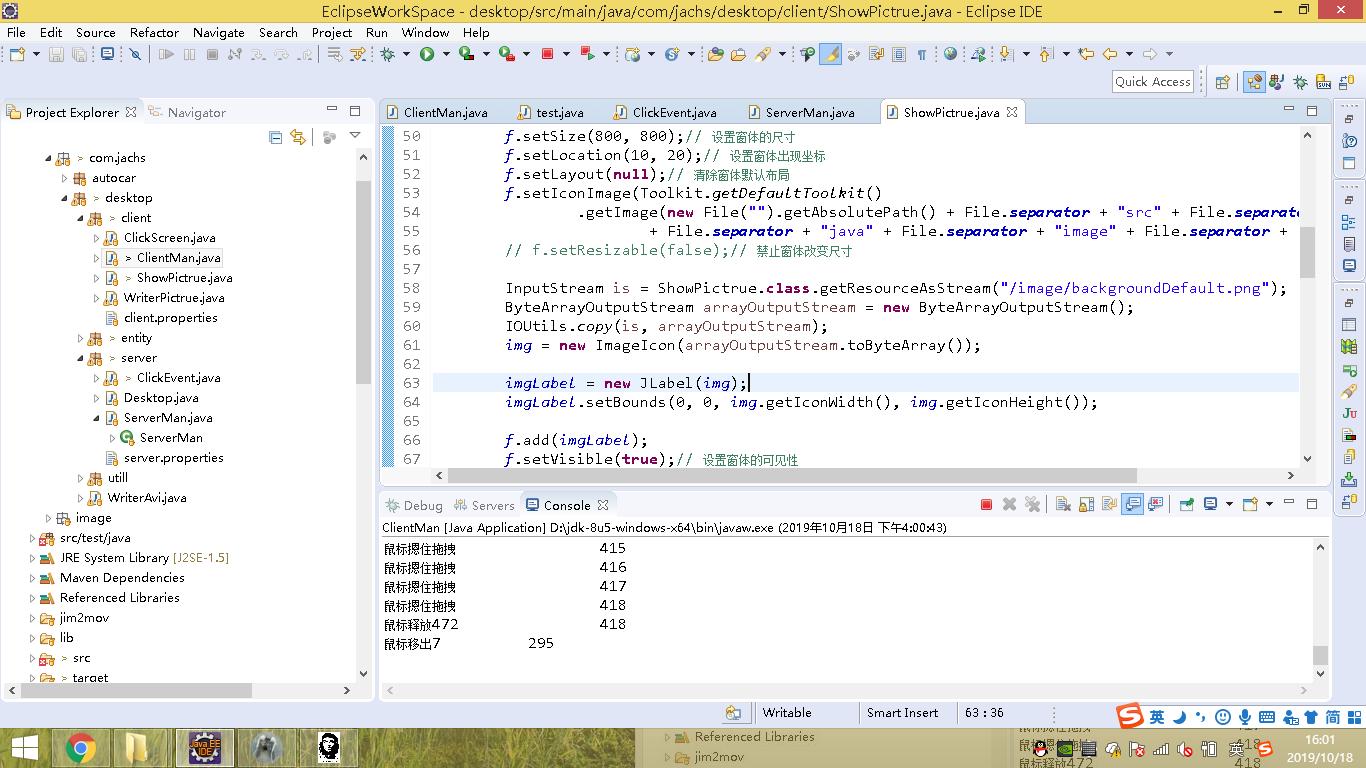 EclipseWorkSpace - desktop/src/main/java/com/jachs/desktop/client/ShowPictrue.java - Eclipse IDE
File Edit Source Refactor Navigate Search Project Run Window Help
Quick Access
Project Explorer Navigator
> com.jachs
autocar
> desktop
> client
ClickScreen.java
> ClientMan.java
> ShowPictrue.java
WriterPictrue.java
client.properties
> entity
> server
> ClickEvent.java
Desktop.java
ServerMan.java
ServerMan
server.properties
utill
WriterAvi.java
image
src/test/java
JRE System Library [J2SE-1.5]
Maven Dependencies
Referenced Libraries
jim2mov
lib
> src
> target
ClientMan.java test.java ClickEvent.java ServerMan.java ShowPictrue.java
50 f.setSize(800, 800);// 设置窗体的尺寸
51 f.setLocation(10, 20);// 设置窗体出现坐标
52 f.setLayout(null);// 清除窗体默认布局
53 f.setIconImage(Toolkit.getDefaultToolkit()
54 .getImage(new File("").getAbsolutePath() + File.separator + "src" + File.separato
55 + File.separator + "java" + File.separator + "image" + File.separator +
56 // f.setResizable(false);// 禁止窗体改变尺寸
57
58 InputStream is = ShowPictrue.class.getResourceAsStream("/image/backgroundDefault.png");
59 ByteArrayOutputStream arrayOutputStream = new ByteArrayOutputStream();
60 IOUtils.copy(is, arrayOutputStream);
61 img = new ImageIcon(arrayOutputStream.toByteArray());
62
63 imgLabel = new JLabel(img);
64 imgLabel.setBounds(0, 0, img.getIconWidth(), img.getIconHeight());
65
66 f.add(imgLabel);
67 f.setVisible(true);// 设置窗体的可见性
Debug Servers Console
ClientMan [Java Application] D:\jdk-8u5-windows-x64\bin\javaw.exe (2019年10月18日 下午4:00:43)
鼠标摁住拖拽 415
鼠标摁住拖拽 416
鼠标摁住拖拽 417
鼠标摁住拖拽 418
鼠标释放472 418
鼠标移出7 295
Writable Smart Insert 63 : 36
英 简
Java EE
IDE
Referenced Libraries
jim2mov
英
16:01
2019/10/18